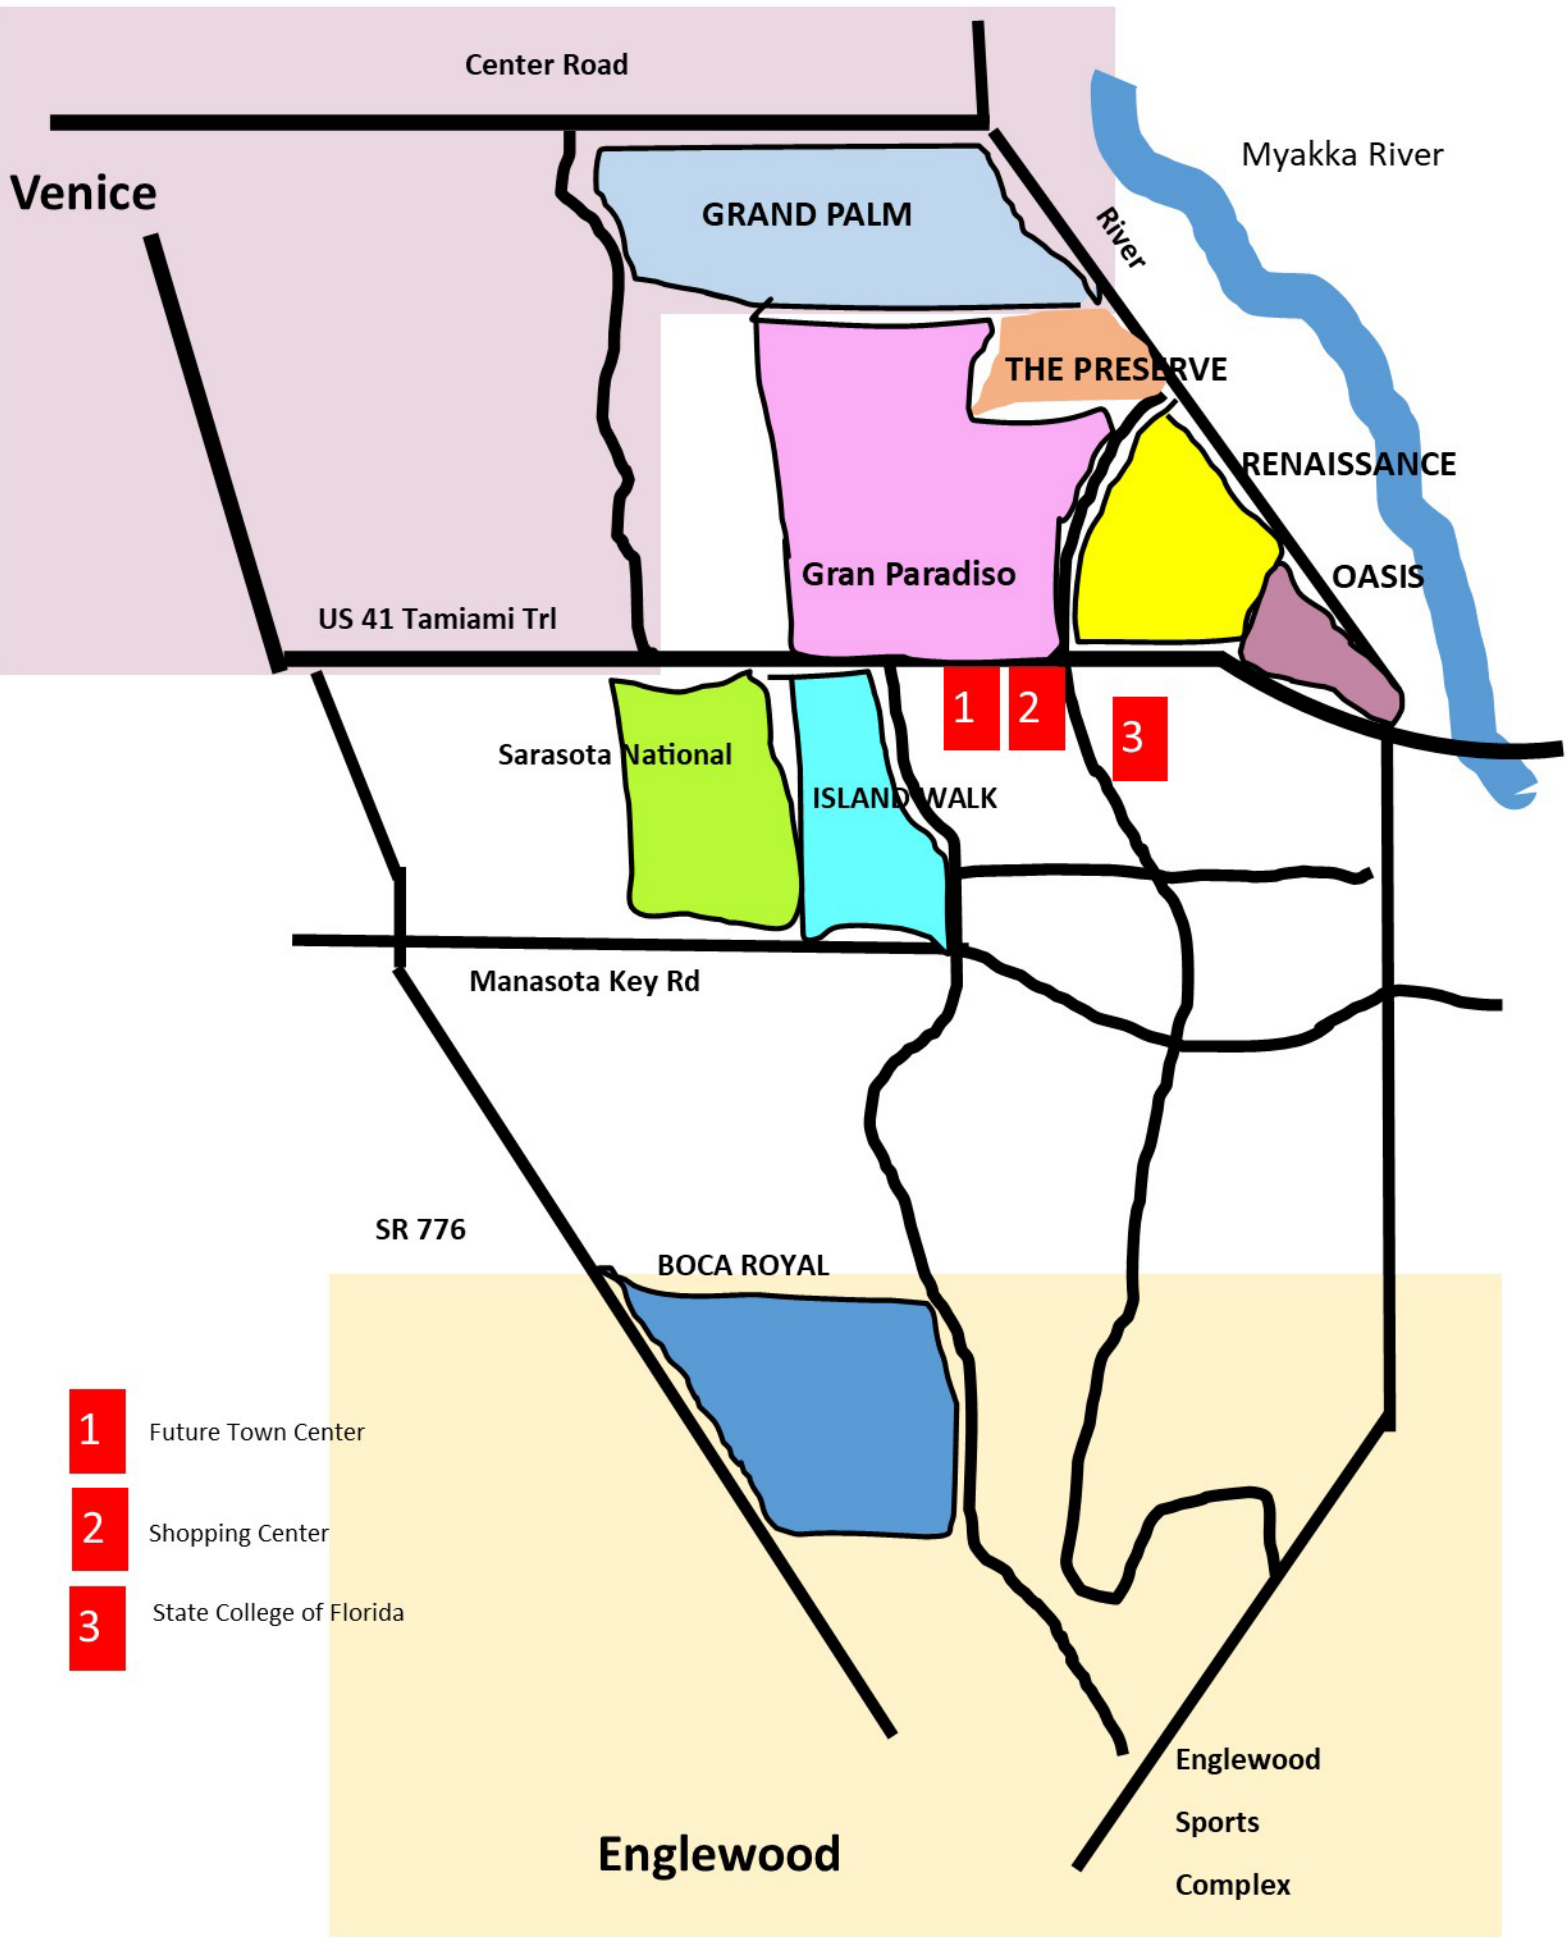 Center Road
Myakka River
Venice
GRAND PALM
River
THE PRESERVE
RENAISSANCE
Gran Paradiso
OASIS
US 41 Tamiami Trl
1
2
3
Sarasota National
ISLAND WALK
Manasota Key Rd
SR 776
BOCA ROYAL
1 Future Town Center
2 Shopping Center
3 State College of Florida
Englewood
Sports
Complex
Englewood